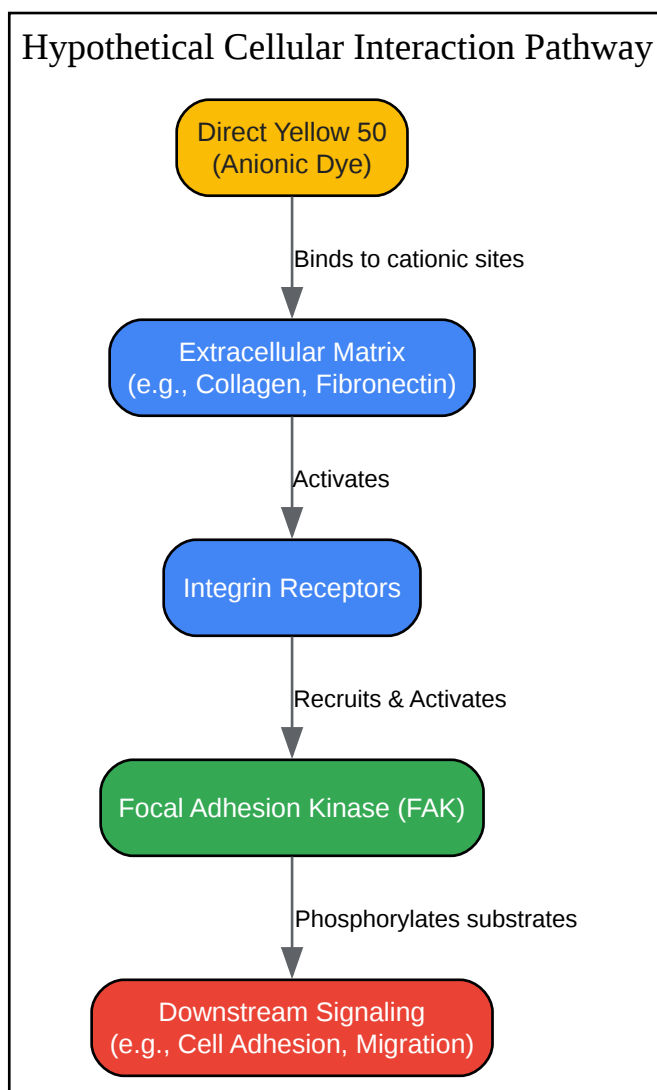 Hypothetical Cellular Interaction Pathway
Direct Yellow 50
(Anionic Dye)
Binds to cationic sites
Extracellular Matrix
(e.g., Collagen, Fibronectin)
Activates
Integrin Receptors
Recruits & Activates
Focal Adhesion Kinase (FAK)
Phosphorylates substrates
Downstream Signaling
(e.g., Cell Adhesion, Migration)